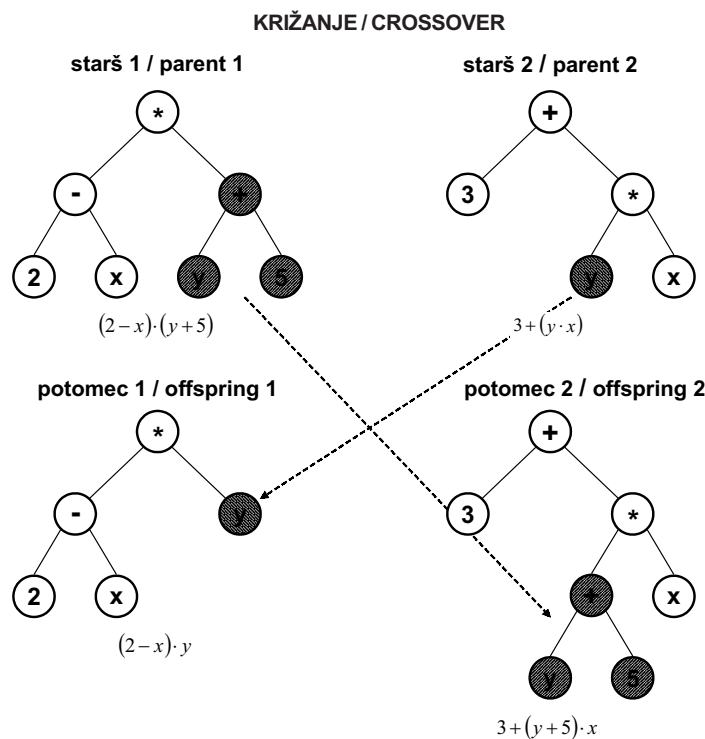 KRIŽANJE / CROSSOVER
starš 1 / parent 1
starš 2 / parent 2
*
+
-
+
3
*
2
x
y
5
y
x
(2−x)·(y+5)
3+(y·x)
potomec 1 / offspring 1
potomec 2 / offspring 2
*
+
-
y
3
*
2
x
+
x
(2−x)·y
y
5
3+(y+5)·x